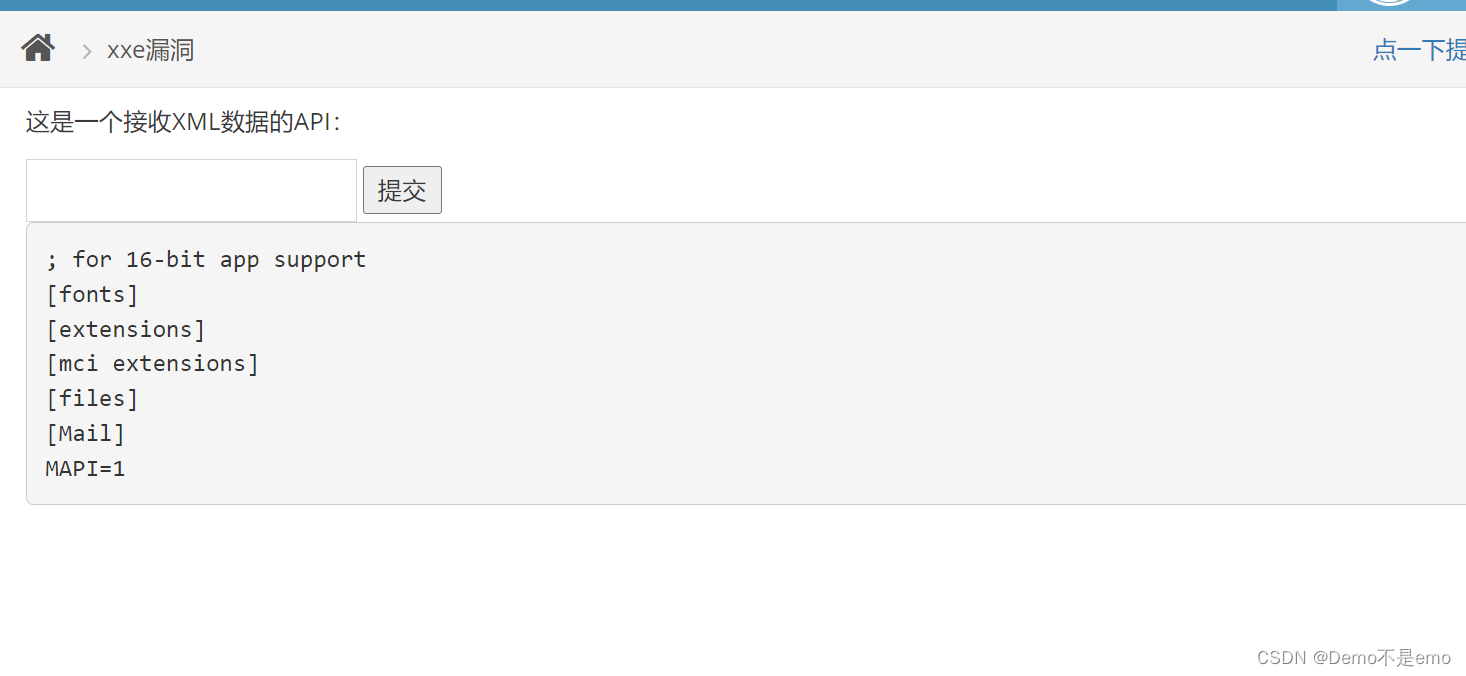 xxe漏洞
点一下提
这是一个接收XML数据的API：
提交
; for 16-bit app support
[fonts]
[extensions]
[mci extensions]
[files]
[Mail]
MAPI=1
CSDN @Demo不是emo